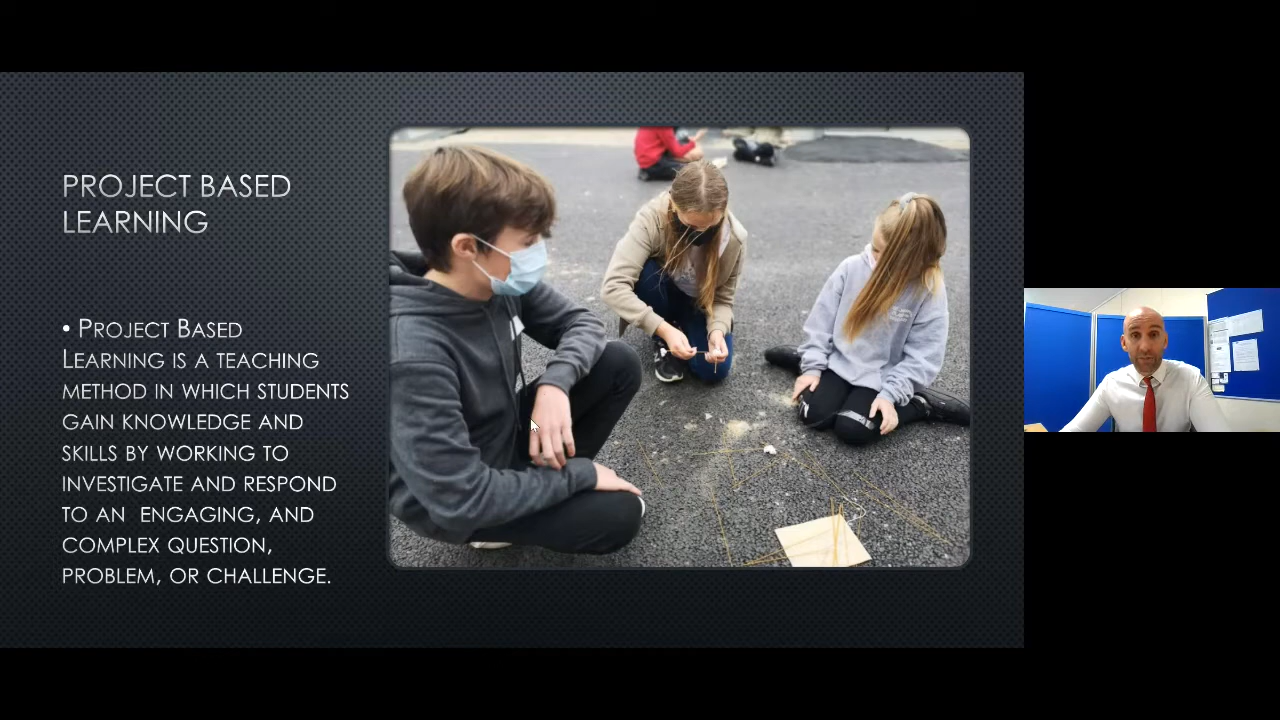 PROJECT BASED
LEARNING
• PROJECT BASED
LEARNING IS A TEACHING
METHOD IN WHICH STUDENTS
GAIN KNOWLEDGE AND
SKILLS BY WORKING TO
INVESTIGATE AND RESPOND
TO AN ENGAGING, AND
COMPLEX QUESTION,
PROBLEM, OR CHALLENGE.